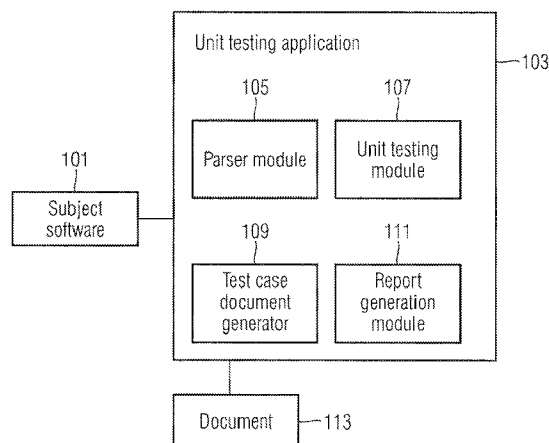 Unit testing application
103
105
107
Parser module
Unit testing
module
101
Subject
software
109
111
Test case
document
generator
Report
generation
module
Document
113